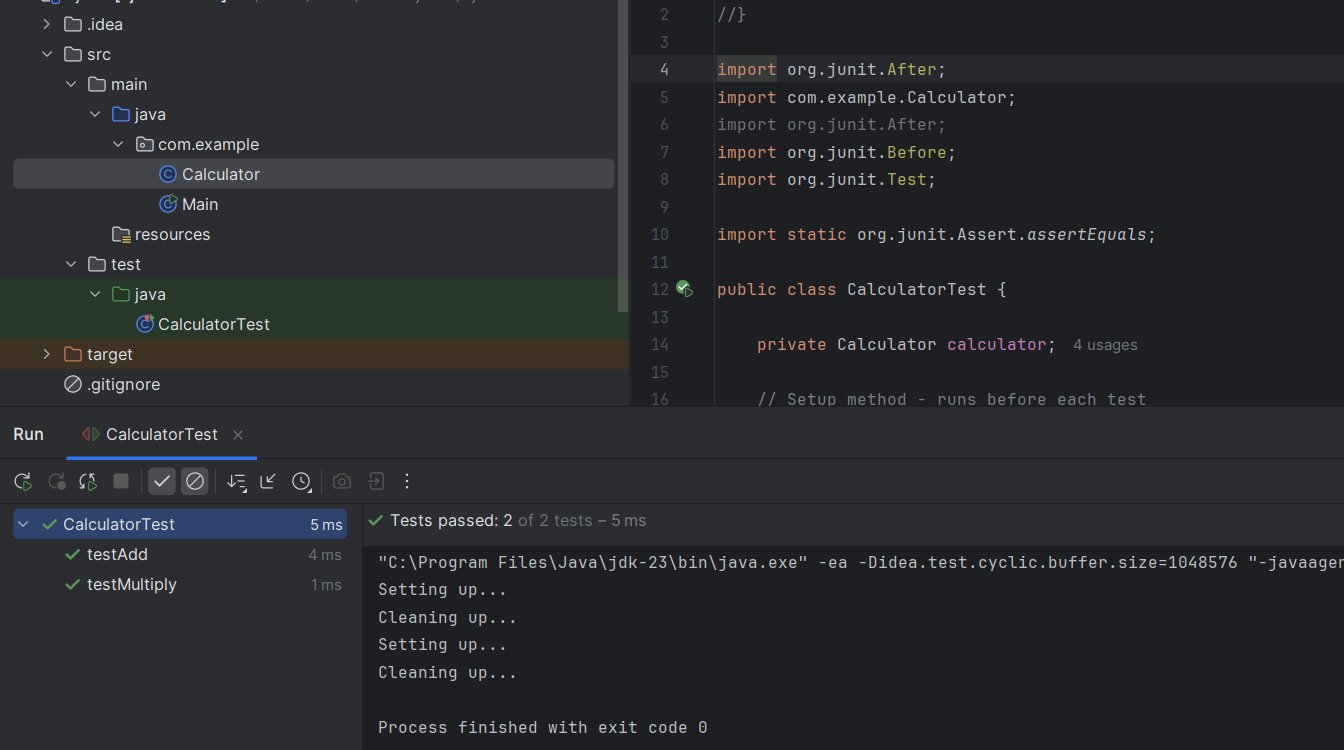 .idea
src
main
java
com.example
Calculator
Main
resources
test
java
CalculatorTest
target
.gitignore
2 //}
3
4 import org.junit.After;
5 import com.example.Calculator;
6 import org.junit.After;
7 import org.junit.Before;
8 import org.junit.Test;
9
10 import static org.junit.Assert.assertEquals;
11
12 public class CalculatorTest {
13
14 private Calculator calculator; 4 usages
15
16 // Setup method - runs before each test
Run CalculatorTest
CalculatorTest 5 ms
testAdd 4 ms
testMultiply 1 ms
Tests passed: 2 of 2 tests – 5 ms
"C:\Program Files\Java\jdk-23\bin\java.exe" -ea -Didea.test.cyclic.buffer.size=1048576 "-javaagen
Setting up...
Cleaning up...
Setting up...
Cleaning up...
Process finished with exit code 0